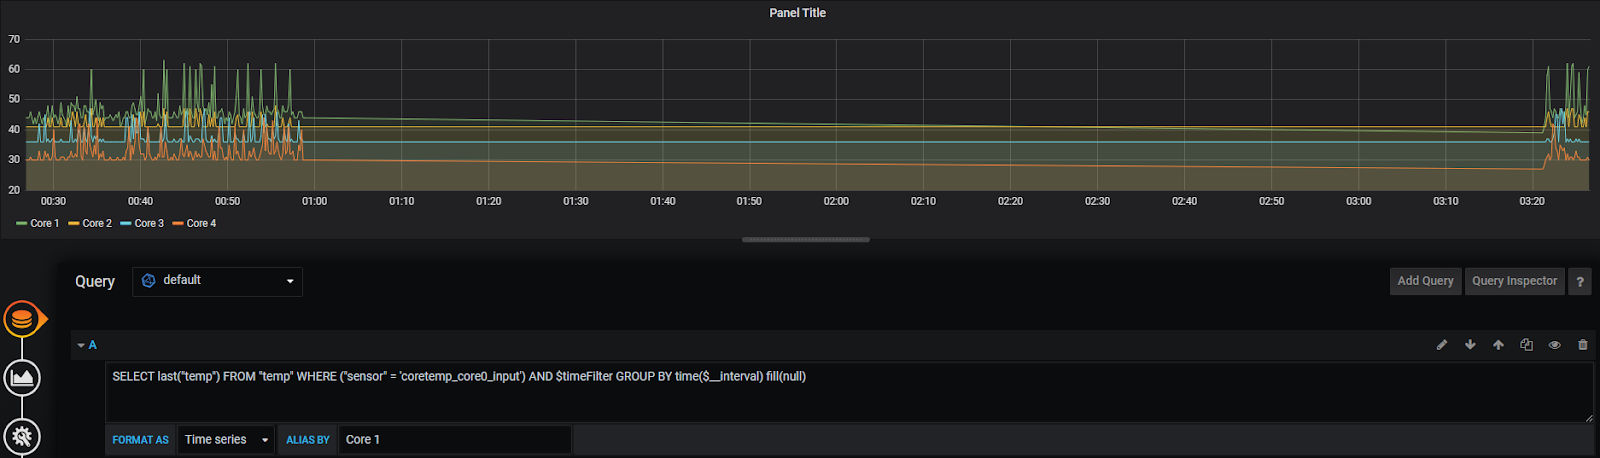 Panel Title
70
60
50
40
30
20
00:30 00:40 00:50 01:00 01:10 01:20 01:30 01:40 01:50 02:00 02:10 02:20 02:30 02:40 02:50 03:00 03:10 03:20
Core 1 Core 2 Core 3 Core 4
Query default Add Query Query Inspector ?
A
SELECT last("temp") FROM "temp" WHERE ("sensor" = 'coretemp_core0_input') AND $timeFilter GROUP BY time($__interval) fill(null)
FORMAT AS Time series ALIAS BY Core 1